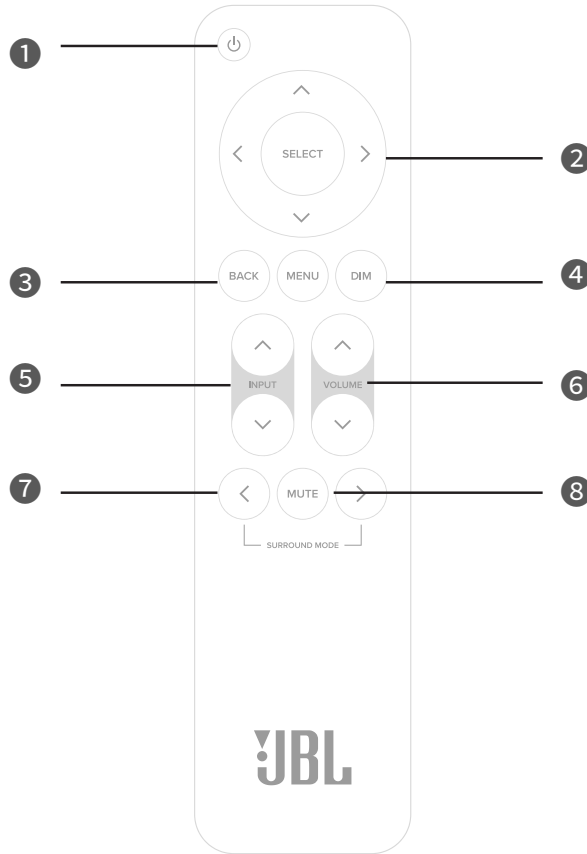 1
SELECT
2
BACK MENU DIM
3
4
INPUT VOLUME
5
6
7
MUTE
8
SURROUND MODE
JBL